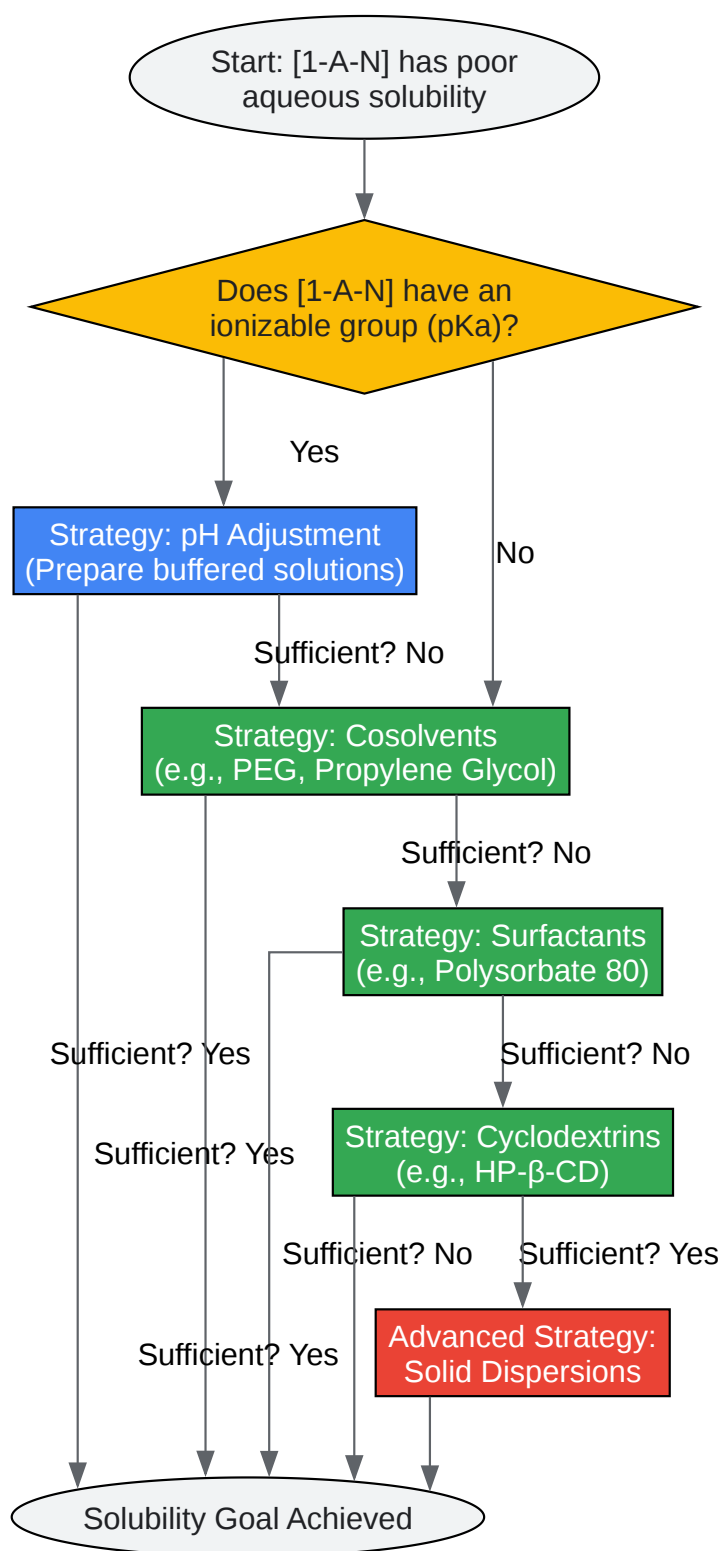 Start: [1-A-N] has poor
aqueous solubility
Does [1-A-N] have an
ionizable group (pKa)?
Yes
Strategy: pH Adjustment
(Prepare buffered solutions)
No
Sufficient? No
Strategy: Cosolvents
(e.g., PEG, Propylene Glycol)
Sufficient? No
Strategy: Surfactants
(e.g., Polysorbate 80)
Sufficient? Yes
Sufficient? No
Strategy: Cyclodextrins
(e.g., HP-β-CD)
Sufficient? Yes
Sufficient? No
Sufficient? Yes
Advanced Strategy:
Solid Dispersions
Sufficient? Yes
Solubility Goal Achieved